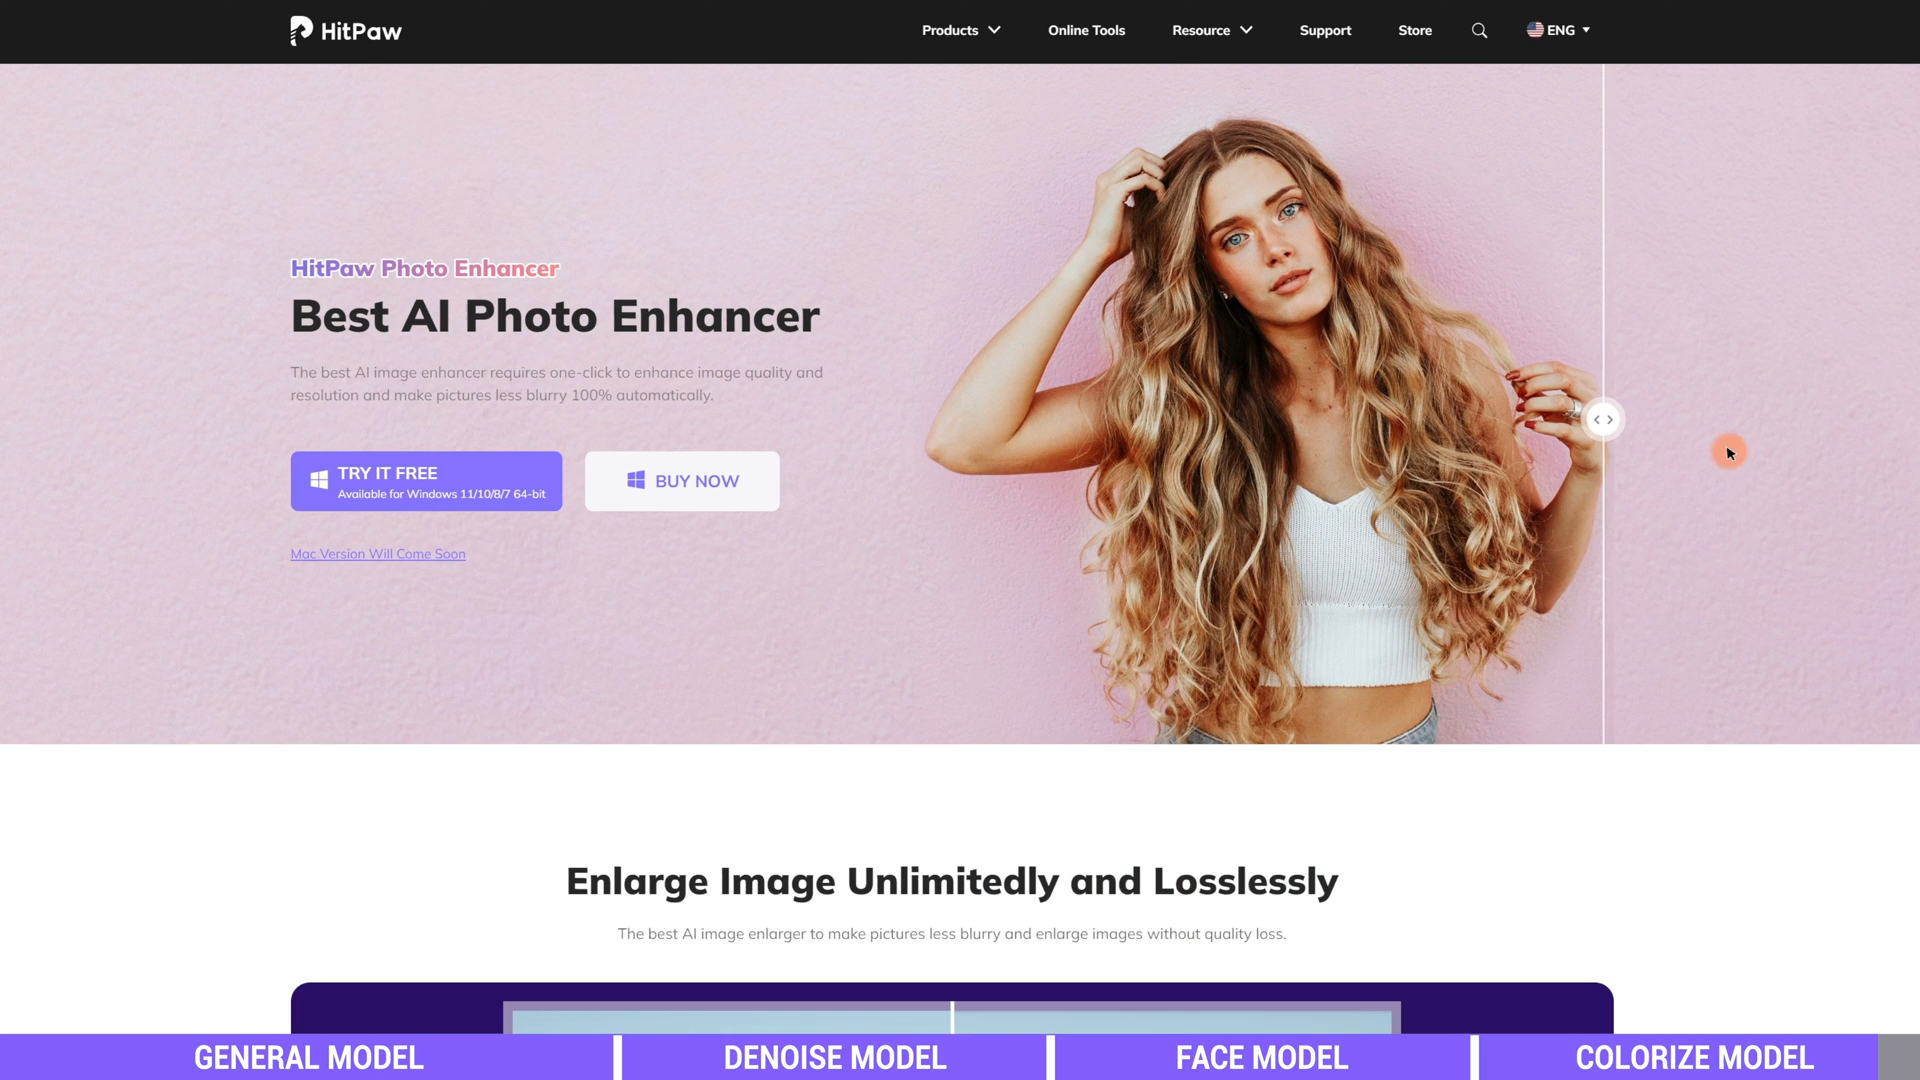 HitPaw
Products
Online Tools
Resource
Support
Store
ENG
HitPaw Photo Enhancer
Best AI Photo Enhancer
The best AI image enhancer requires one-click to enhance image quality and
resolution and make pictures less blurry 100% automatically.
TRY IT FREE
Available for Windows 11/10/8/7 64-bit
BUY NOW
Mac Version Will Come Soon
Enlarge Image Unlimitedly and Losslessly
The best AI image enlarger to make pictures less blurry and enlarge images without quality loss.
GENERAL MODEL
DENOISE MODEL
FACE MODEL
COLORIZE MODEL